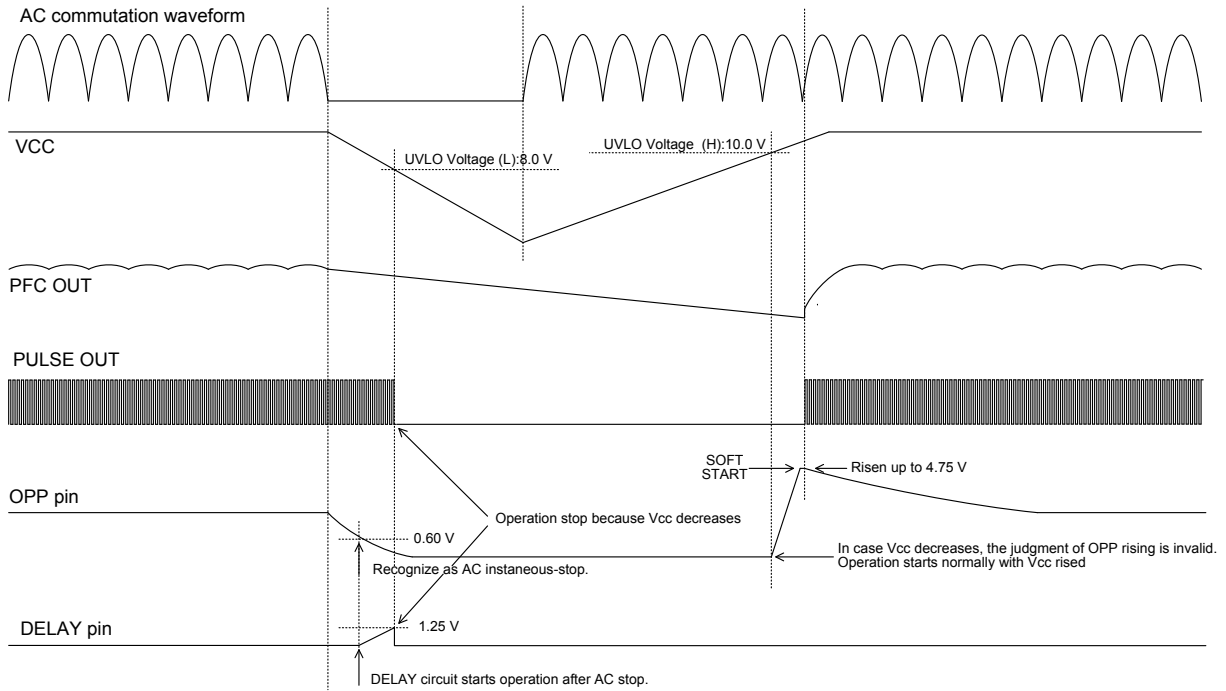 AC commutation waveform
VCC
UVLO Voltage (L):8.0 V
UVLO Voltage (H):10.0 V
PFC OUT
PULSE OUT
SOFT
START
Risen up to 4.75 V
OPP pin
Operation stop because Vcc decreases
0.60 V
In case Vcc decreases, the judgment of OPP rising is invalid.
Operation starts normally with Vcc rised
Recognize as AC instaneous-stop.
1.25 V
DELAY pin
DELAY circuit starts operation after AC stop.